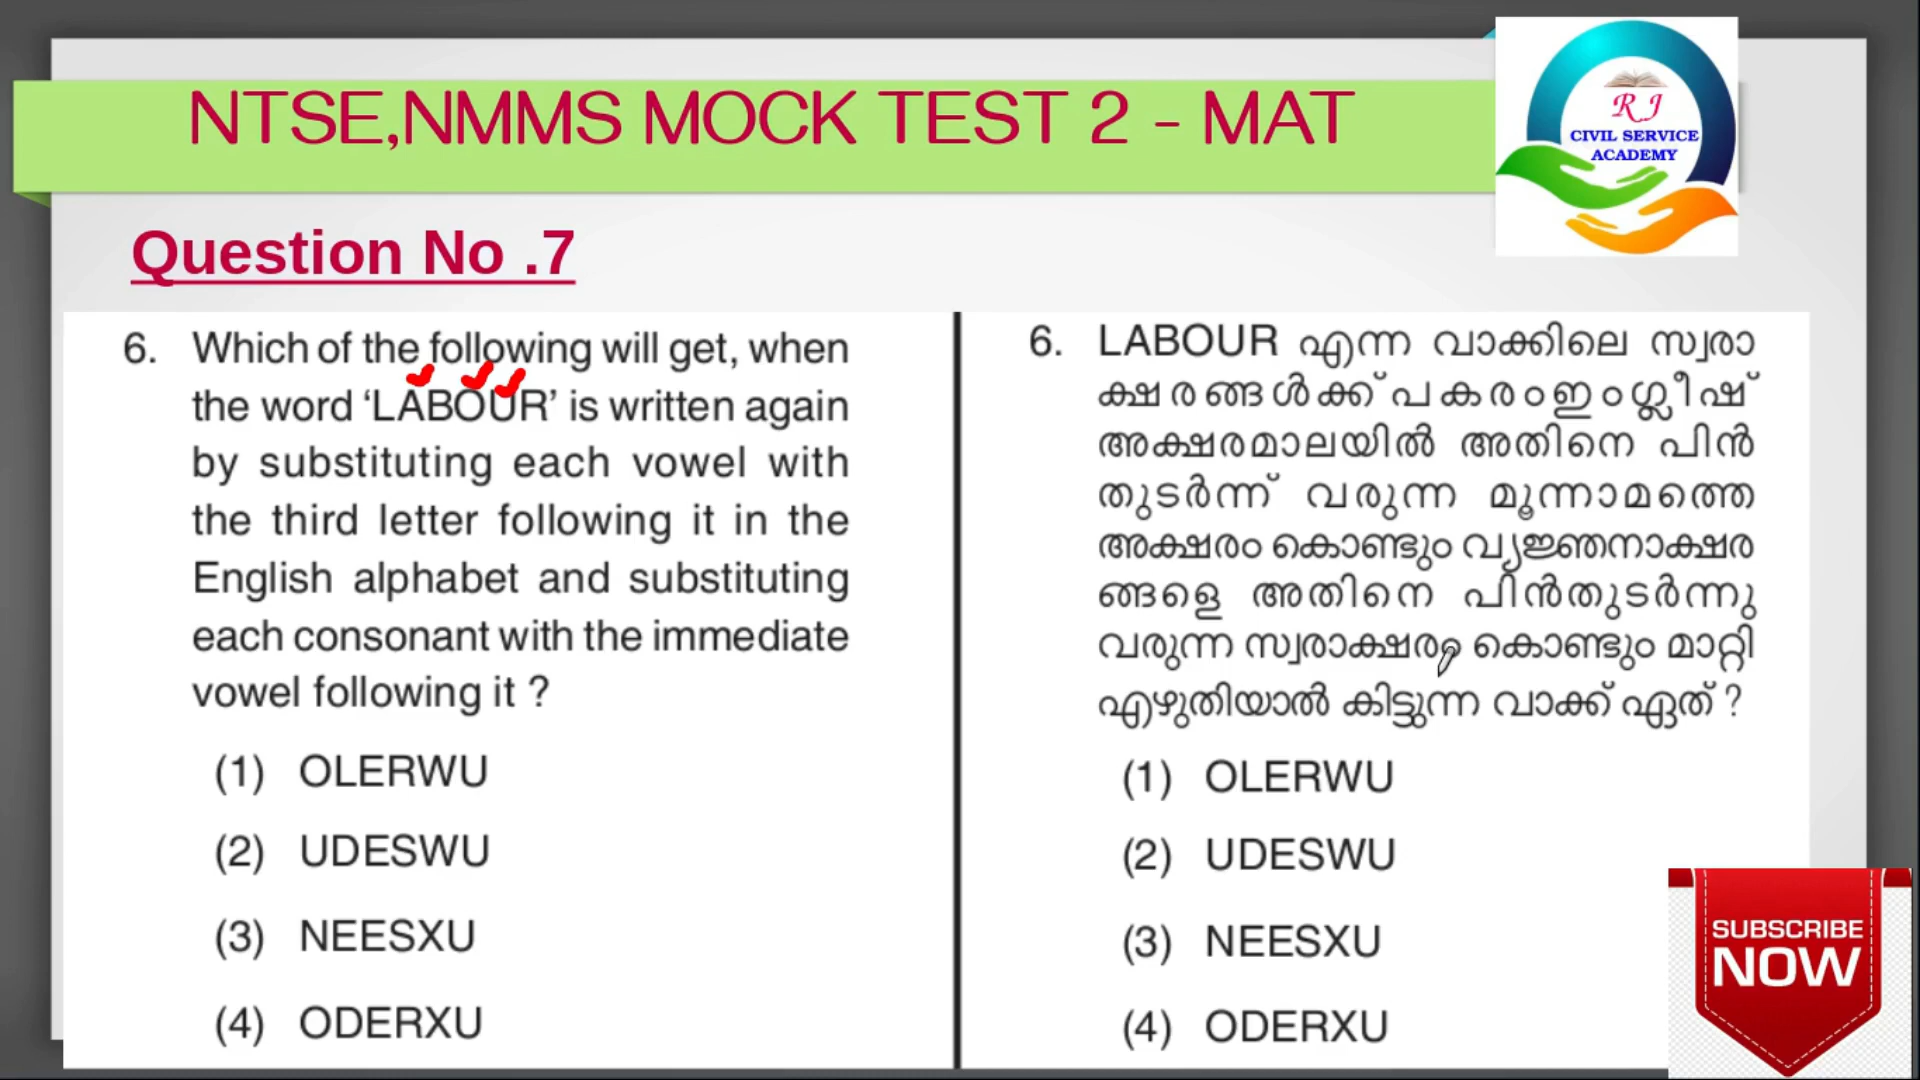 NTSE,NMMS MOCK TEST 2 - MAT
RJ
CIVIL SERVICE
ACADEMY
Question No .7
6. Which of the following will get, when
the word ‘LABOUR’ is written again
by substituting each vowel with
the third letter following it in the
English alphabet and substituting
each consonant with the immediate
vowel following it ?
(1) OLERWU
(2) UDESWU
(3) NEESXU
(4) ODERXU
6. LABOUR എന്ന വാക്കിലെ സ്വരാ
ക്ഷരങ്ങൾക്ക് പകരം ഇംഗ്ലീഷ്
അക്ഷരമാലയിൽ അതിനെ പിൻ
തുടർന്ന് വരുന്ന മൂന്നാമത്തെ
അക്ഷരം കൊണ്ടും വ്യഞ്ജനാക്ഷര
ങ്ങളെ അതിനെ പിൻതുടർന്നു
വരുന്ന സ്വരാക്ഷരം കൊണ്ടും മാറ്റി
എഴുതിയാൽ കിട്ടുന്ന വാക്ക് ഏത് ?
(1) OLERWU
(2) UDESWU
(3) NEESXU
(4) ODERXU
SUBSCRIBE
NOW